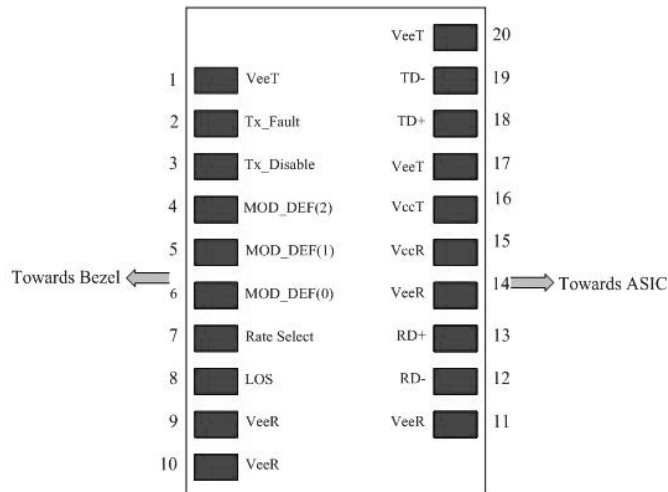 VeeT 20
1 VeeT TD- 19
2 Tx_Fault TD+ 18
3 Tx_Disable VeeT 17
4 MOD_DEF(2) VccT 16
5 MOD_DEF(1) VccR 15
Towards Bezel
6 MOD_DEF(0) VeeR 14 Towards ASIC
7 Rate Select RD+ 13
8 LOS RD- 12
9 VeeR VeeR 11
10 VeeR